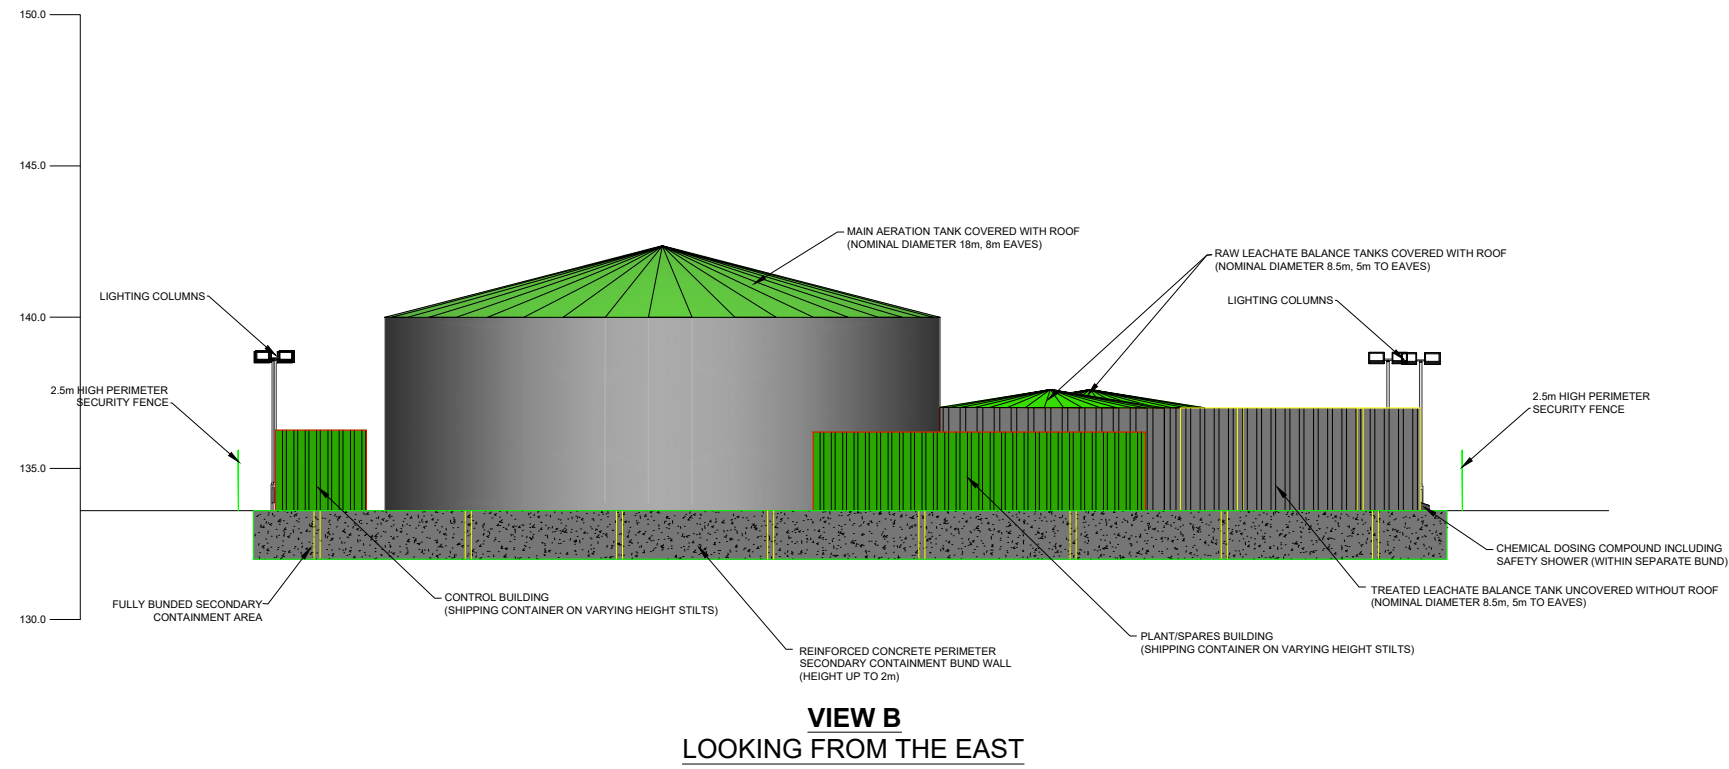 150.0
145.0
140.0
135.0
130.0
MAIN AERATION TANK COVERED WITH ROOF
(NOMINAL DIAMETER 18m, 8m EAVES)
RAW LEACHATE BALANCE TANKS COVERED WITH ROOF
(NOMINAL DIAMETER 8.5m, 5m TO EAVES)
LIGHTING COLUMNS
LIGHTING COLUMNS
2.5m HIGH PERIMETER
SECURITY FENCE
2.5m HIGH PERIMETER
SECURITY FENCE
CHEMICAL DOSING COMPOUND INCLUDING
SAFETY SHOWER (WITHIN SEPARATE BUND)
TREATED LEACHATE BALANCE TANK UNCOVERED WITHOUT ROOF
(NOMINAL DIAMETER 8.5m, 5m TO EAVES)
FULLY BUNDED SECONDARY
CONTAINMENT AREA
CONTROL BUILDING
(SHIPPING CONTAINER ON VARYING HEIGHT STILTS)
PLANT/SPARES BUILDING
(SHIPPING CONTAINER ON VARYING HEIGHT STILTS)
REINFORCED CONCRETE PERIMETER
SECONDARY CONTAINMENT BUND WALL
(HEIGHT UP TO 2m)
VIEW B
LOOKING FROM THE EAST